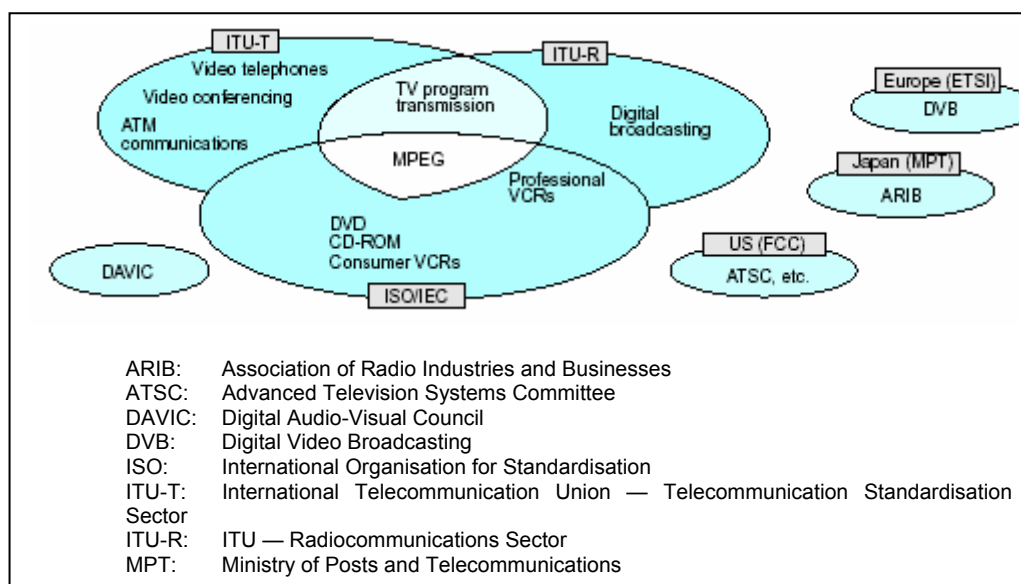 ITU-T
Video telephones
Video conferencing
ATM
communications
TV program
transmission
ITU-R
Digital
broadcasting
MPEG
Professional
VCRs
DVD
CD-ROM
Consumer VCRs
ISO/IEC
DAVIC
Europe (ETSI)
DVB
Japan (MPT)
ARIB
US (FCC)
ATSC, etc.
ARIB: Association of Radio Industries and Businesses
ATSC: Advanced Television Systems Committee
DAVIC: Digital Audio-Visual Council
DVB: Digital Video Broadcasting
ISO: International Organisation for Standardisation
ITU-T: International Telecommunication Union — Telecommunication Standardisation
Sector
ITU-R: ITU — Radiocommunications Sector
MPT: Ministry of Posts and Telecommunications